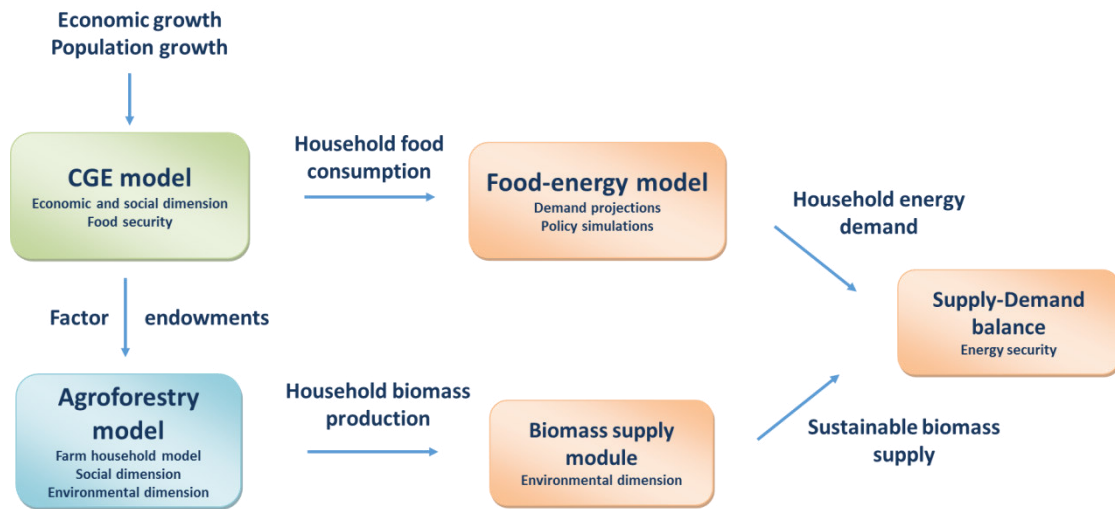 Economic growth
Population growth
CGE model
Economic and social dimension
Food security
Household food
consumption
Food-energy model
Demand projections
Policy simulations
Household energy
demand
Factor endowments
Supply-Demand
balance
Energy security
Agroforestry
model
Farm household model
Social dimension
Environmental dimension
Household biomass
production
Biomass supply
module
Environmental dimension
Sustainable biomass
supply